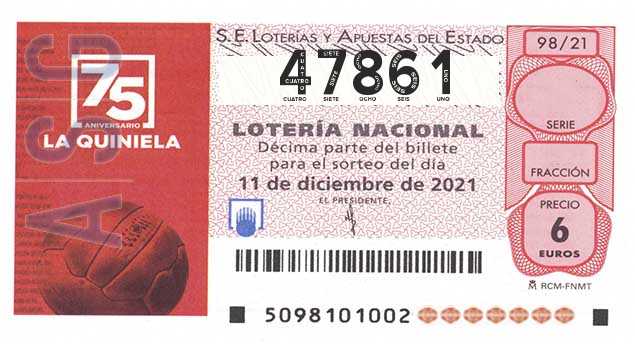 75
ANIVERSARIO
LA QUINIELA
S.E. LOTERÍAS Y APUESTAS DEL ESTADO
47861
CUATRO SIETE OCHO SEIS UNO
LOTERÍA NACIONAL
Décima parte del billete
para el sorteo del día
11 de diciembre de 2021
EL PRESIDENTE,
5098101002
98/21
SERIE
FRACCIÓN
PRECIO
6
EUROS
RCM-FNMT